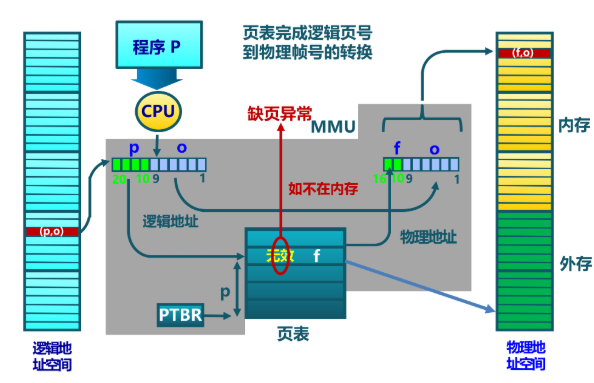 程序 P
页表完成逻辑页号
到物理帧号的转换
CPU
缺页异常
MMU
(f,o)
内存
p o
20 10 9 1
f o
16 10 9 1
如不在内存
逻辑地址
物理地址
(p,o)
无效 f
外存
p
PTBR
页表
逻辑地
址空间
物理地
址空间